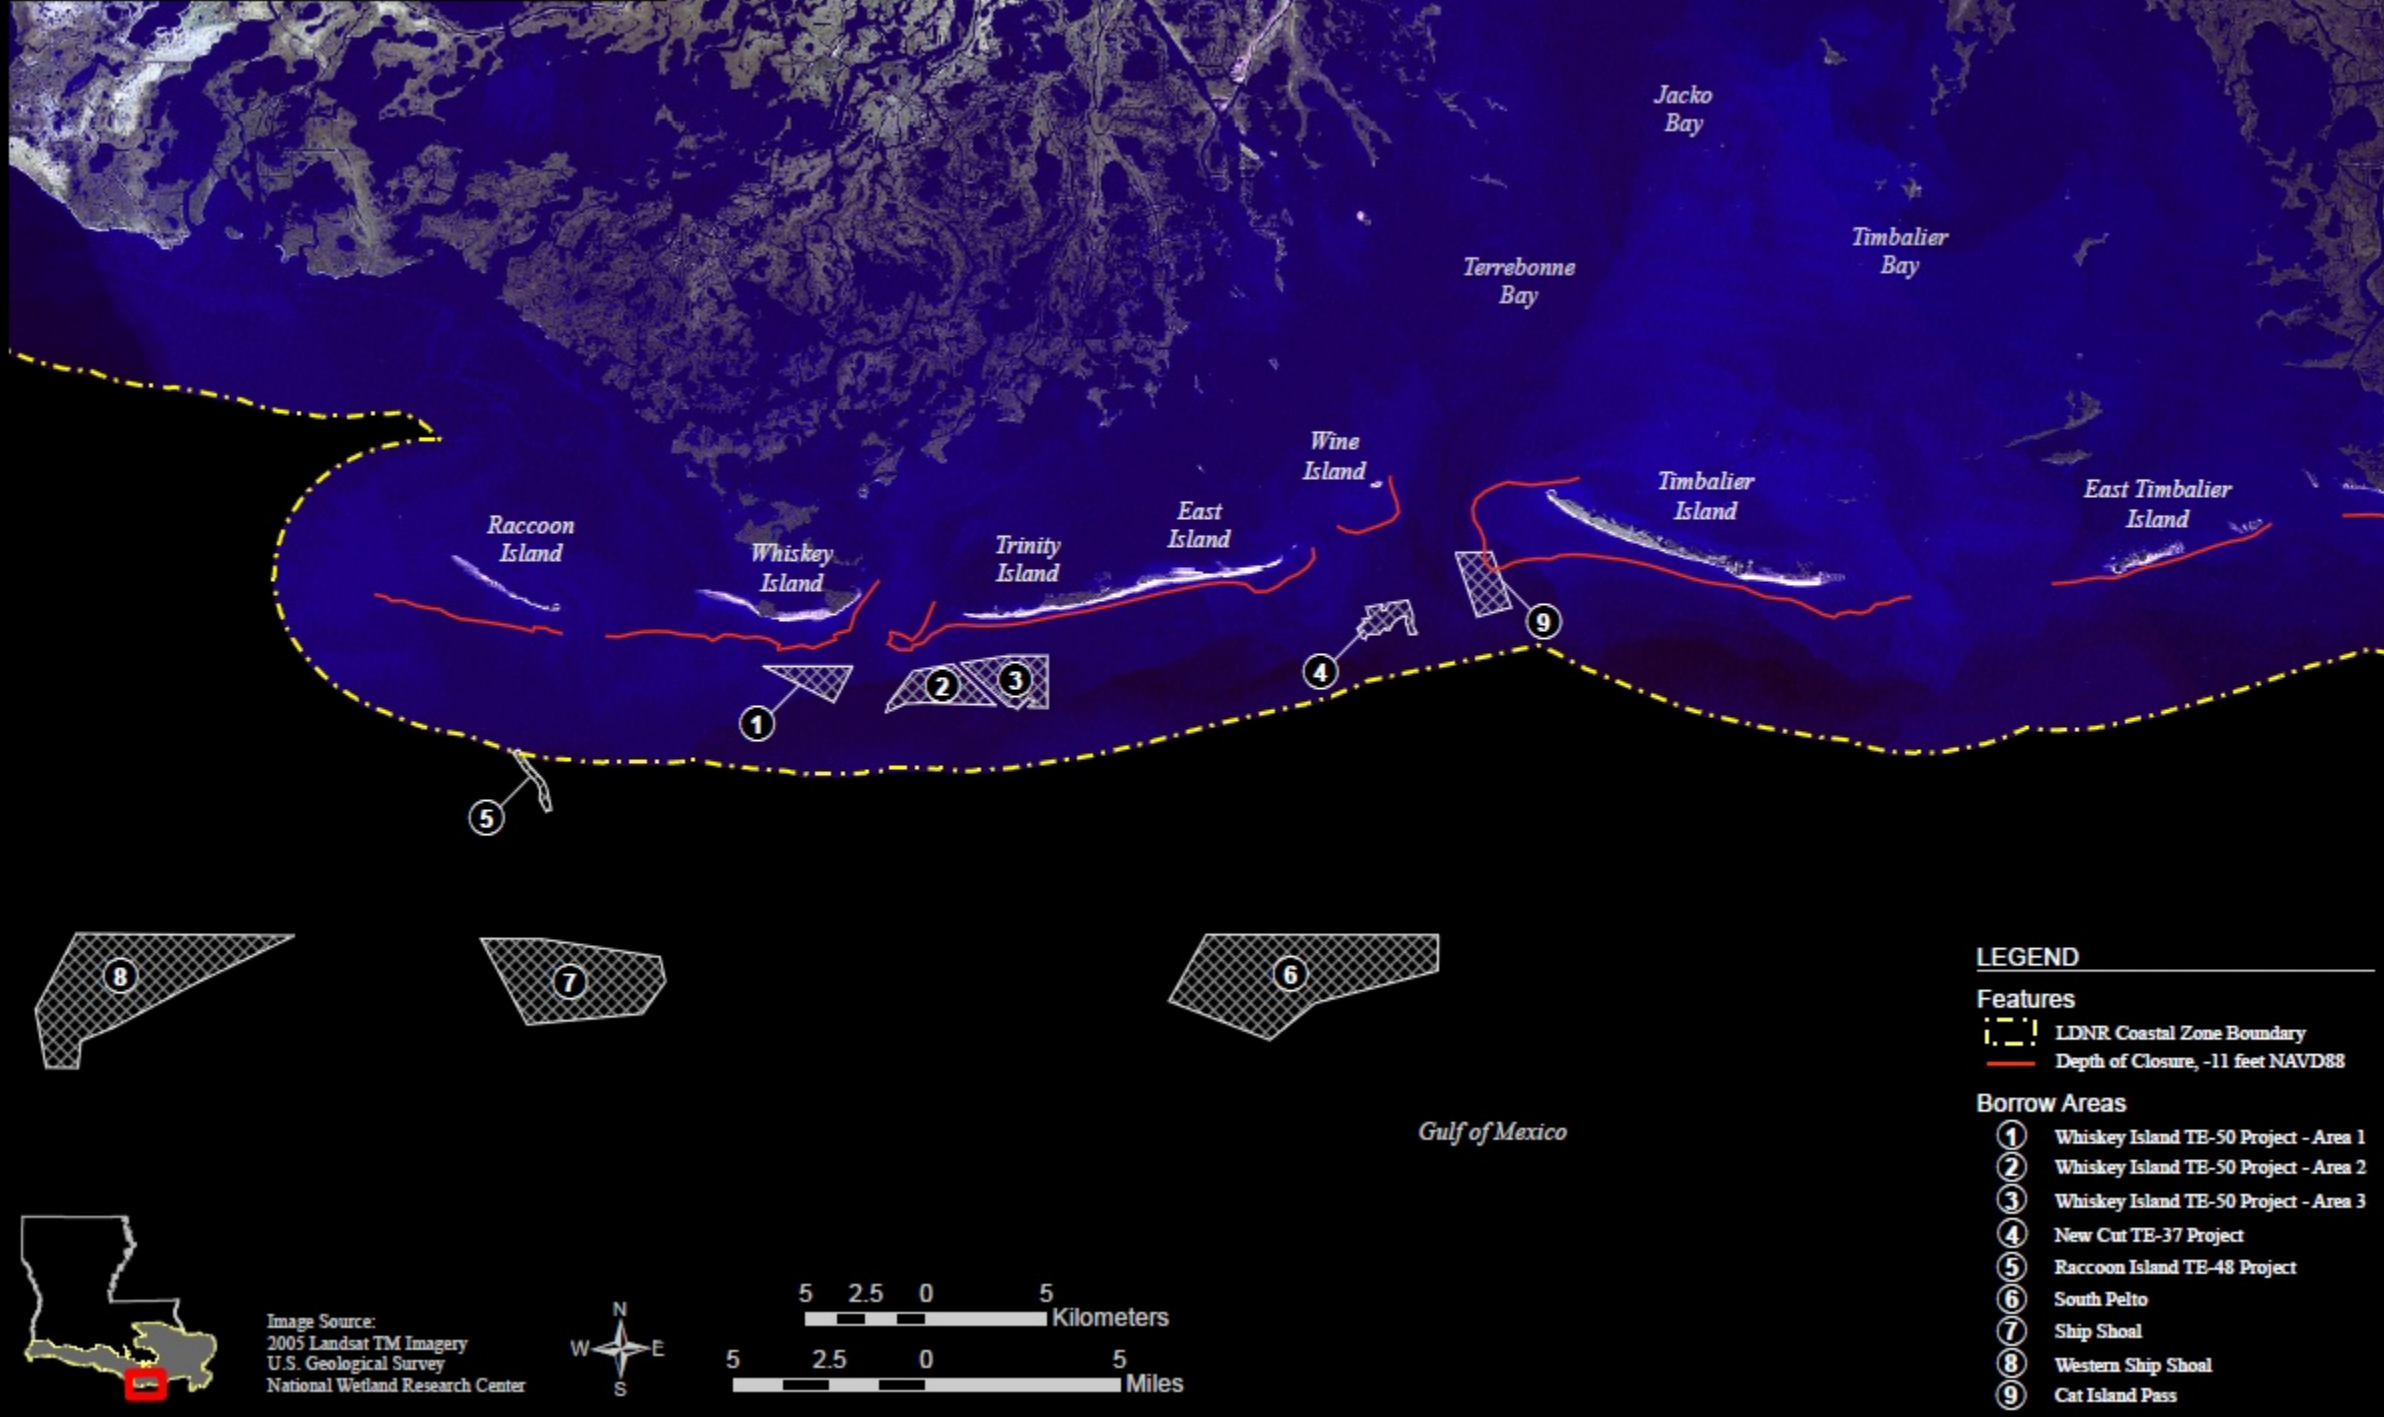 Jacko
Bay
Timbalier
Bay
Terrebonne
Bay
Wine
Island
Timbalier
Island
East Timbalier
Island
East
Island
Raccoon
Island
Whiskey
Island
Trinity
Island
9
4
2
3
1
5
8
7
6
Gulf of Mexico
LEGEND
Features
LDNR Coastal Zone Boundary
Depth of Closure, -11 feet NAVD88
Borrow Areas
1 Whiskey Island TE-50 Project - Area 1
2 Whiskey Island TE-50 Project - Area 2
3 Whiskey Island TE-50 Project - Area 3
4 New Cut TE-37 Project
5 Raccoon Island TE-48 Project
6 South Pelto
7 Ship Shoal
8 Western Ship Shoal
9 Cat Island Pass
Image Source:
2005 Landsat TM Imagery
U.S. Geological Survey
National Wetland Research Center
N
W E
S
5 2.5 0 5
Kilometers
5 2.5 0 5
Miles